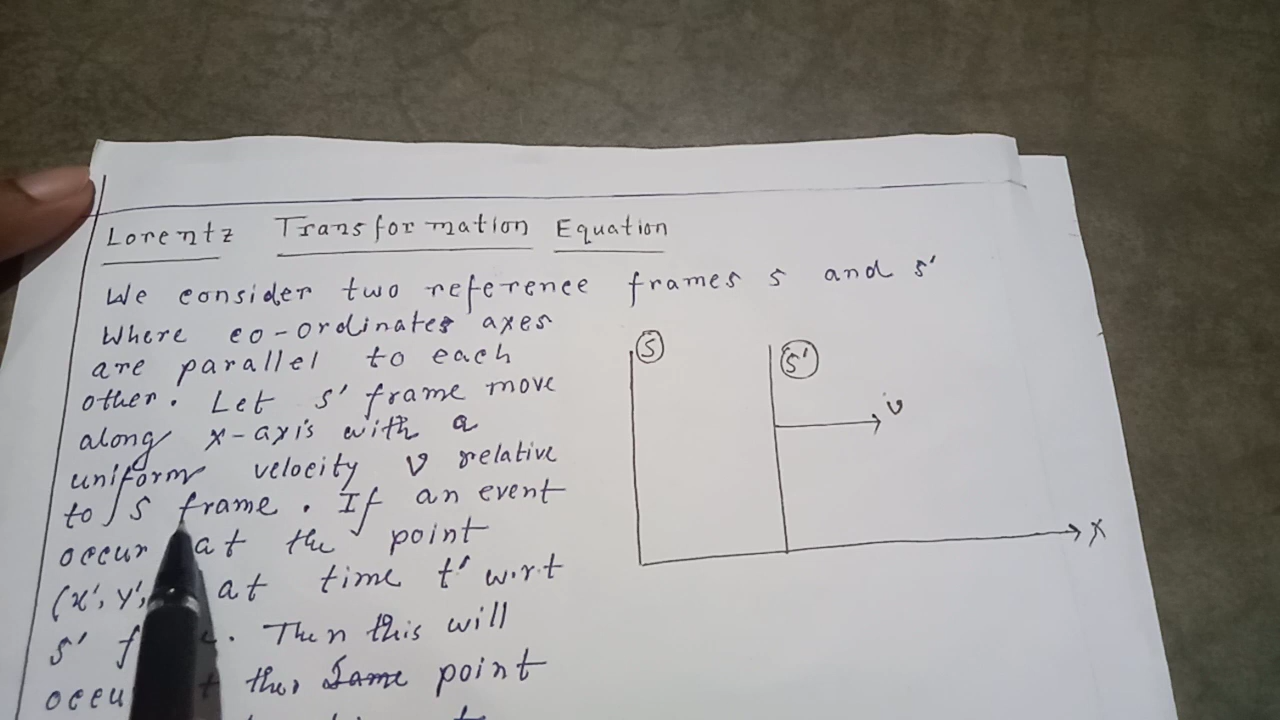 Lorentz Transformation Equation
We consider two reference frames S and S'
Where co-ordinates axes
are parallel to each
other. Let S' frame move
along x-axis with a
uniform velocity v relative
to S frame. If an event
occur at the point
(x', y', at time t' w.r.t
S' Then this will
at the Same point
S
S'
v
X